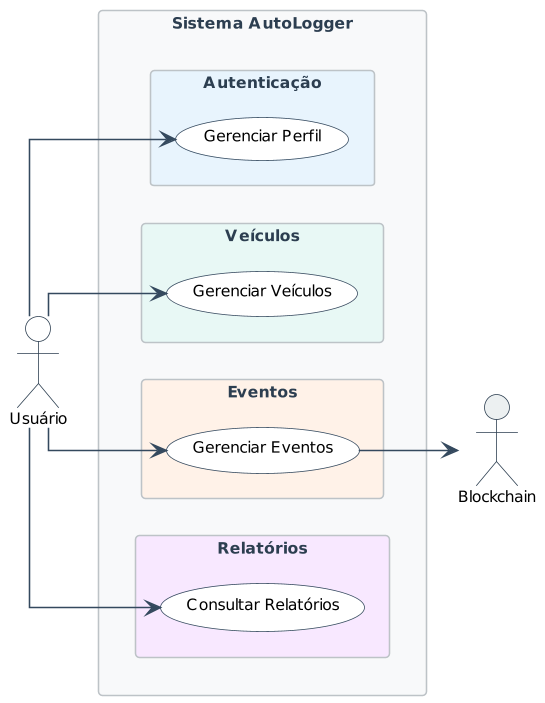 Sistema AutoLogger
Autenticação
Gerenciar Perfil
Veículos
Gerenciar Veículos
Usuário
Eventos
Gerenciar Eventos
Blockchain
Relatórios
Consultar Relatórios